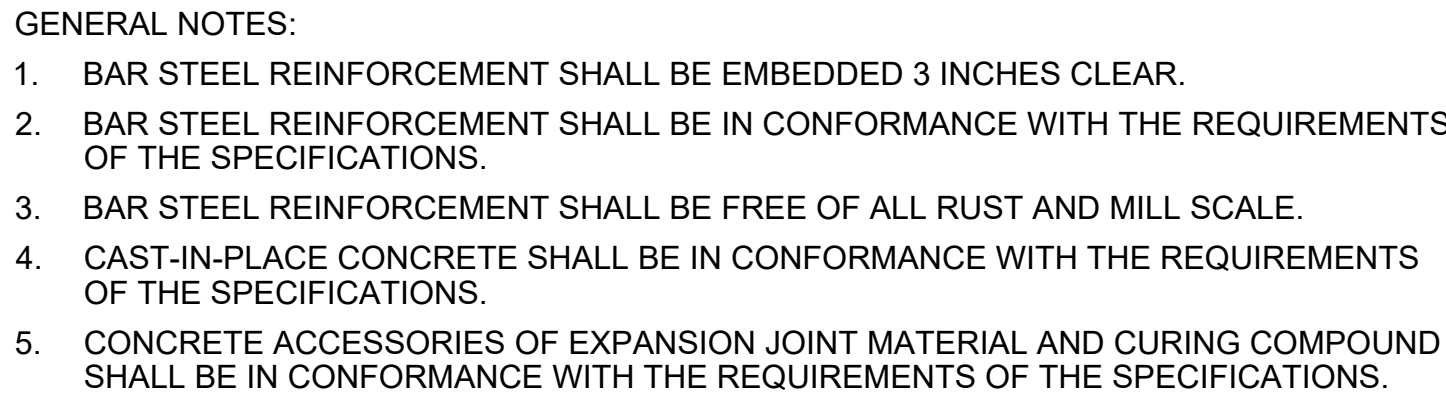 GENERAL NOTES:
1. BAR STEEL REINFORCEMENT SHALL BE EMBEDDED 3 INCHES CLEAR.
2. BAR STEEL REINFORCEMENT SHALL BE IN CONFORMANCE WITH THE REQUIREMENTS
OF THE SPECIFICATIONS.
3. BAR STEEL REINFORCEMENT SHALL BE FREE OF ALL RUST AND MILL SCALE.
4. CAST-IN-PLACE CONCRETE SHALL BE IN CONFORMANCE WITH THE REQUIREMENTS
OF THE SPECIFICATIONS.
5. CONCRETE ACCESSORIES OF EXPANSION JOINT MATERIAL AND CURING COMPOUND
SHALL BE IN CONFORMANCE WITH THE REQUIREMENTS OF THE SPECIFICATIONS.